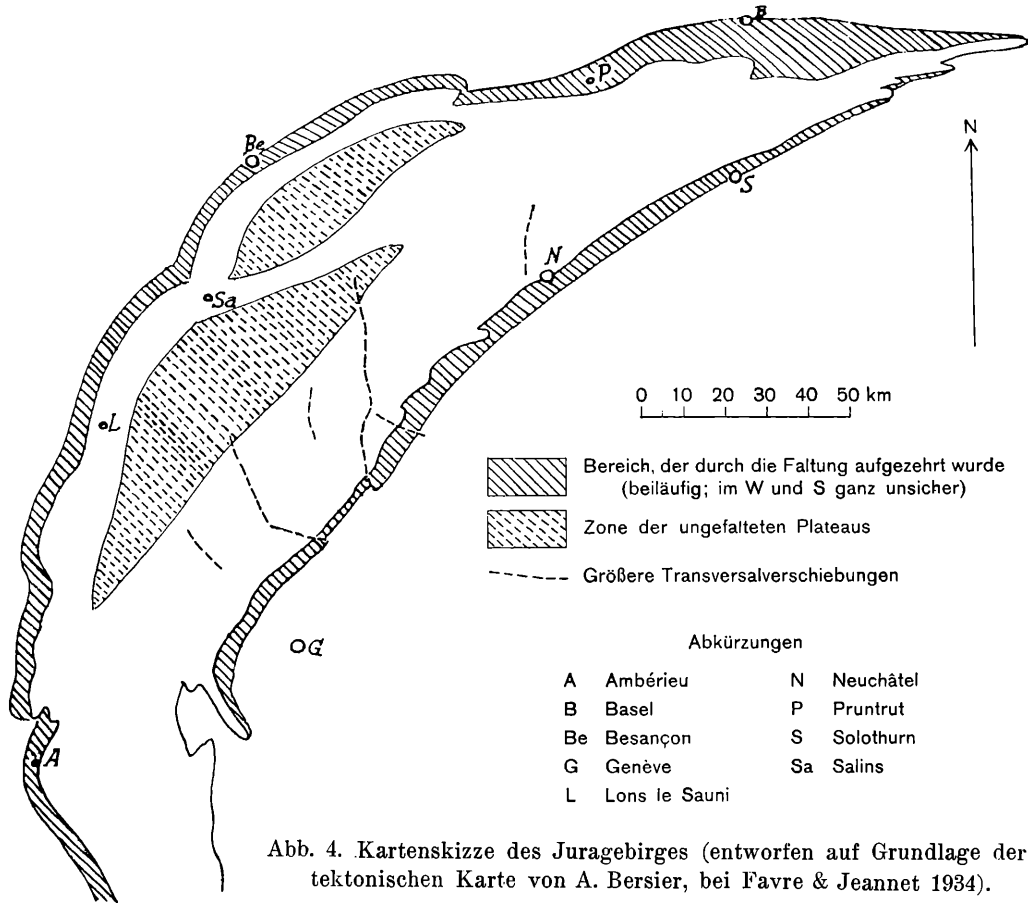 B
P
Be
N
S
N
Sa
L
G
A
0 10 20 30 40 50 km
Bereich, der durch die Faltung aufgezehrt wurde
(beiläufig; im W und S ganz unsicher)
Zone der ungefalteten Plateaus
Größere Transversalverschiebungen
Abkürzungen
A Ambérieu
B Basel
Be Besançon
G Genève
L Lons le Sauni
N Neuchâtel
P Pruntrut
S Solothurn
Sa Salins
Abb. 4. Kartenskizze des Juragebirges (entworfen auf Grundlage der
tektonischen Karte von A. Bersier, bei Favre & Jeannet 1934).